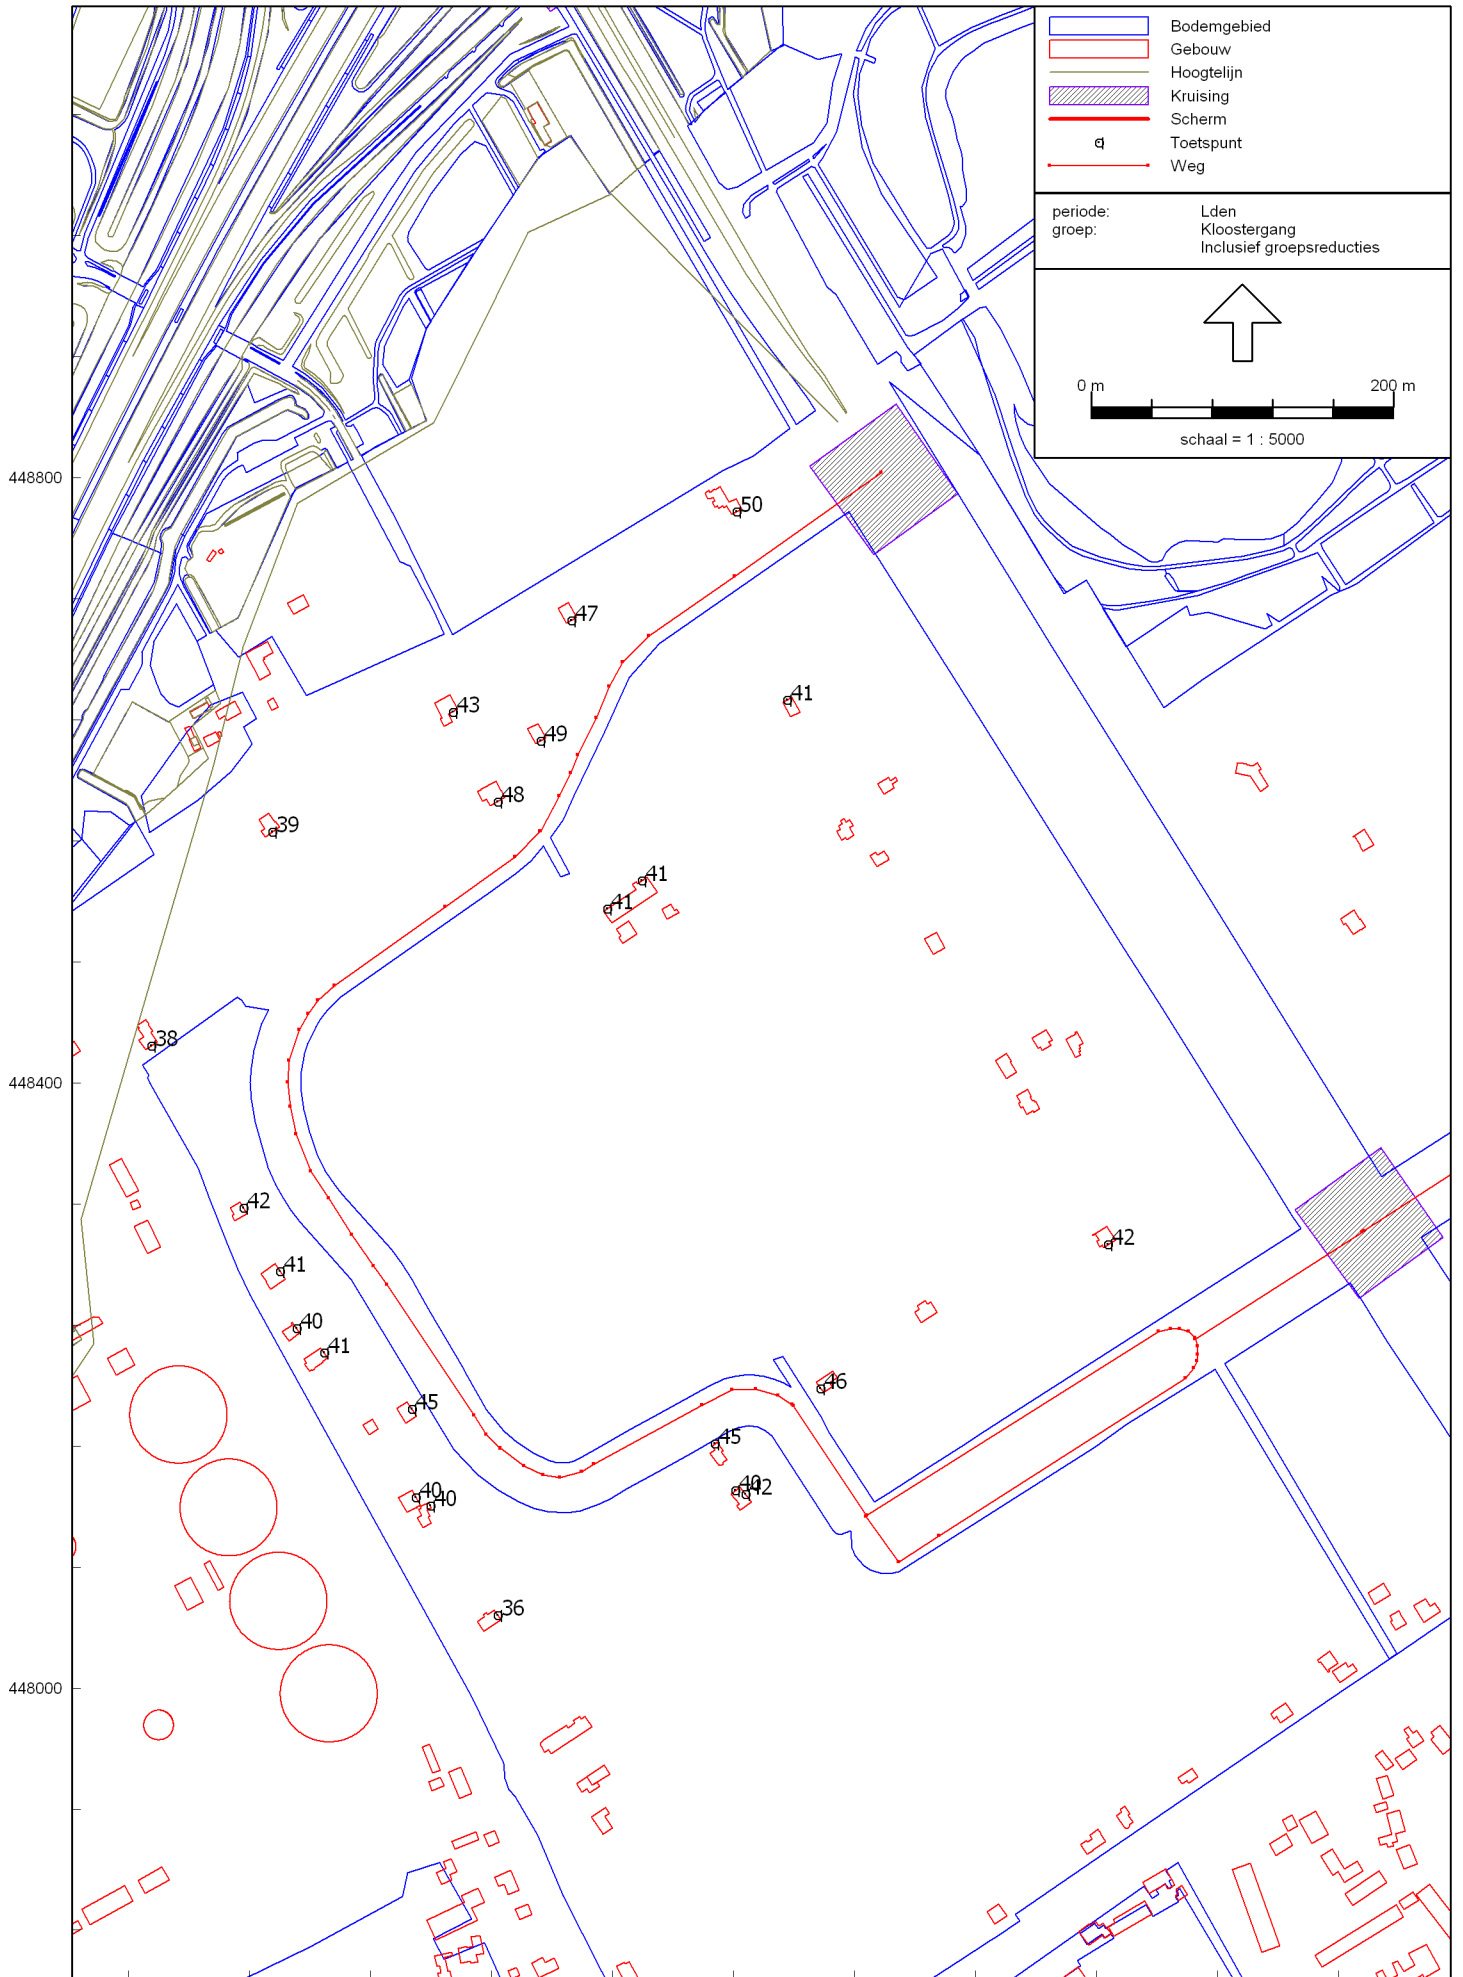 Bodemgebied
Gebouw
Hoogtelijn
Kruising
Scherm
Toetspunt
Weg
periode: Lden
groep: Kloostergang
Inclusief groepsreducties
0 m 200 m
schaal = 1 : 5000
448800
50
47
41
43
49
48
39
41
41
38
448400
42
42
41
40
41
46
45
45
40
42
40
40
36
448000